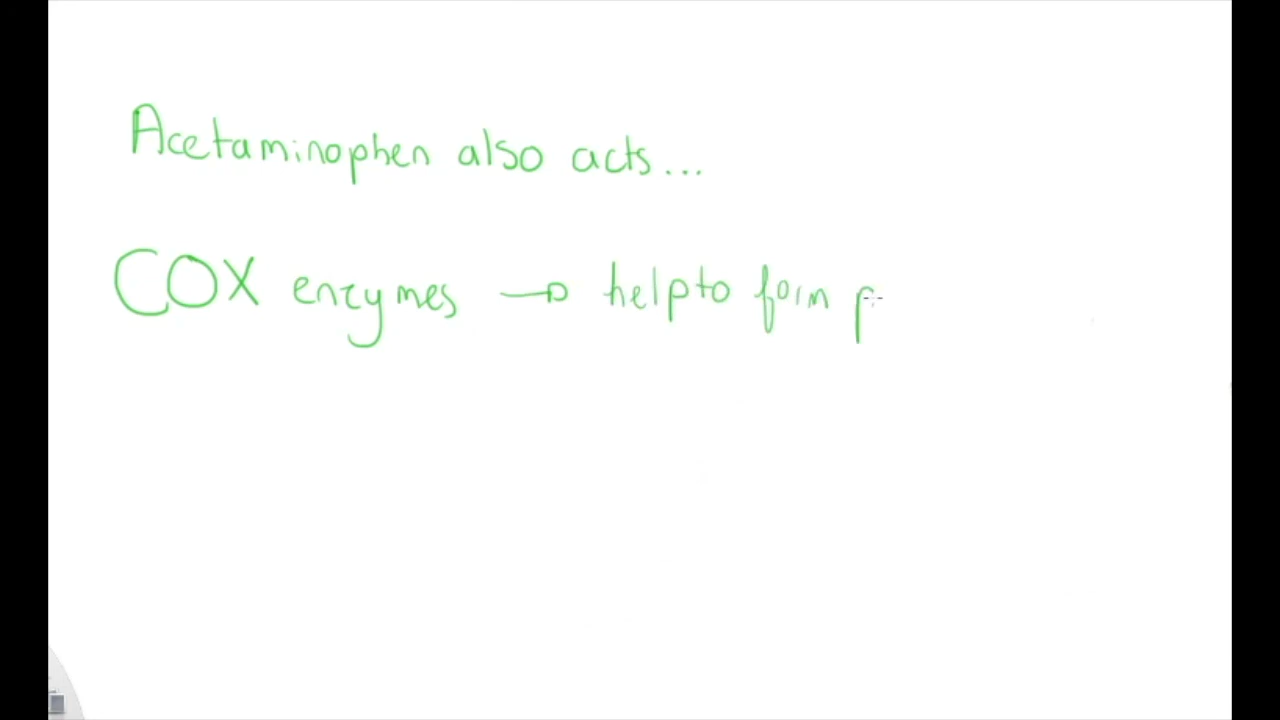 Acetaminophen also acts...
COX enzymes → help to form p